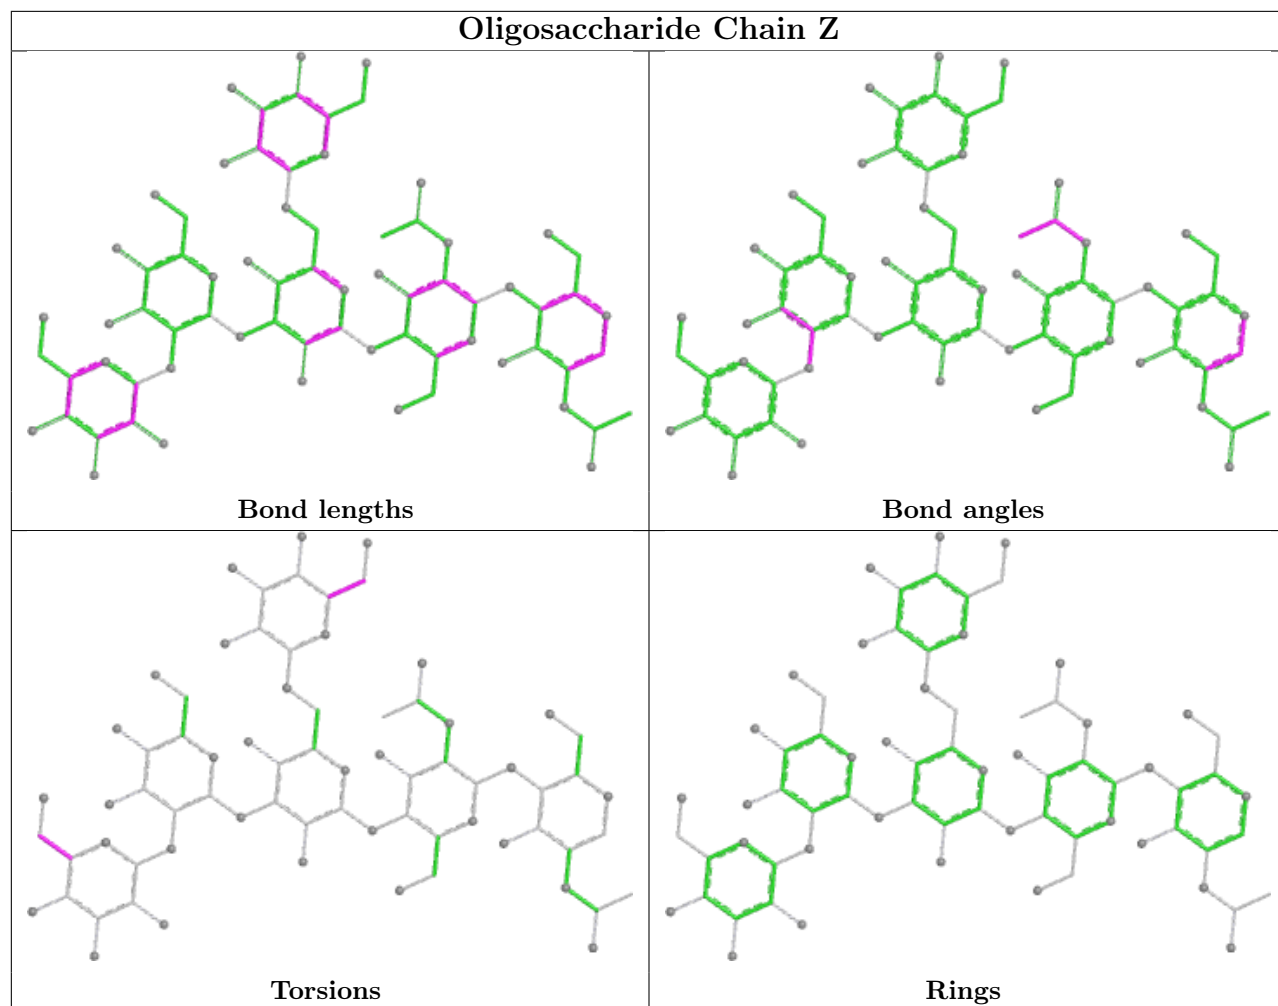 Oligosaccharide Chain Z
Bond lengths
Bond angles
Torsions
Rings